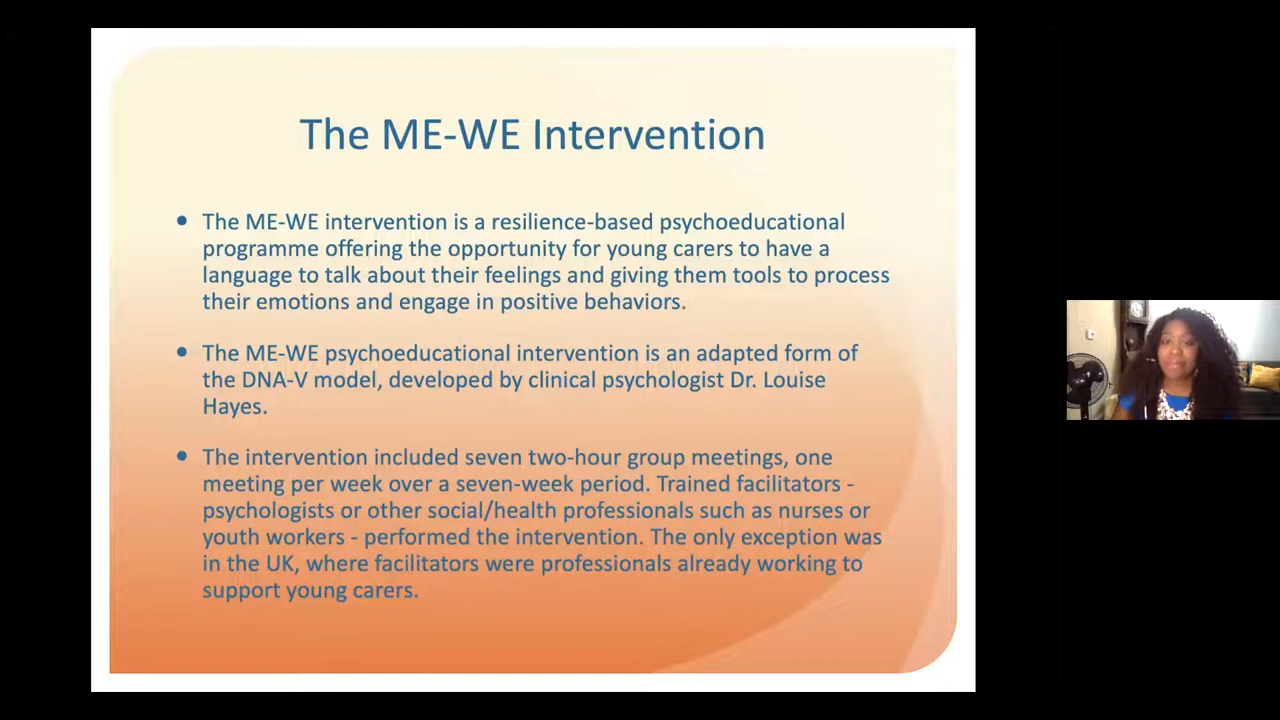 The ME-WE Intervention
• The ME-WE intervention is a resilience-based psychoeducational
programme offering the opportunity for young carers to have a
language to talk about their feelings and giving them tools to process
their emotions and engage in positive behaviors.
• The ME-WE psychoeducational intervention is an adapted form of
the DNA-V model, developed by clinical psychologist Dr. Louise
Hayes.
• The intervention included seven two-hour group meetings, one
meeting per week over a seven-week period. Trained facilitators -
psychologists or other social/health professionals such as nurses or
youth workers - performed the intervention. The only exception was
in the UK, where facilitators were professionals already working to
support young carers.